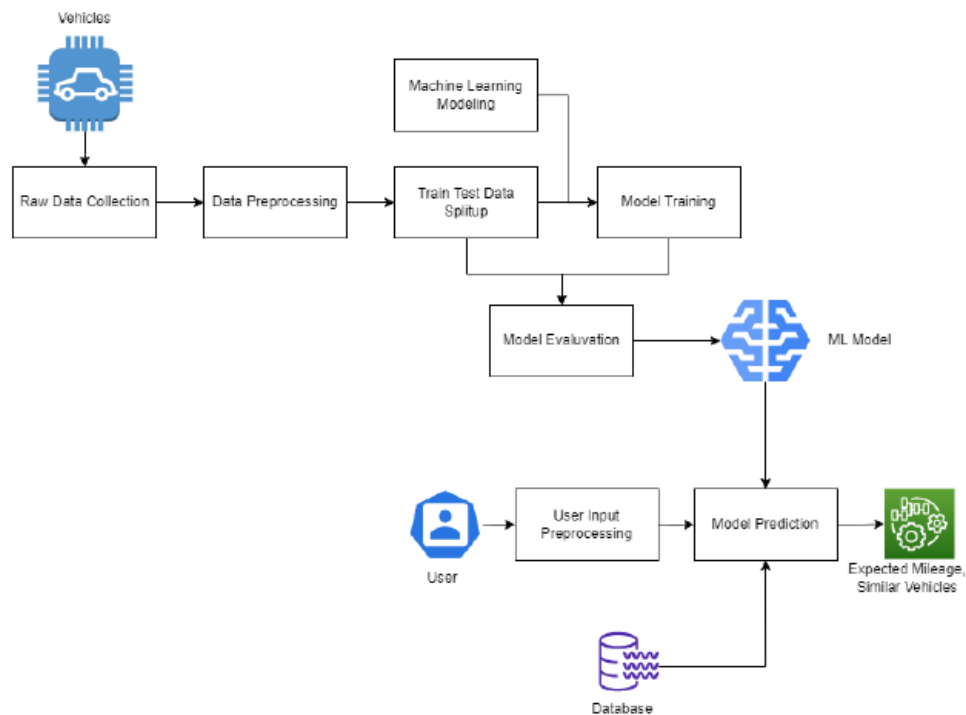 Vehicles
Machine Learning
Modeling
Raw Data Collection
Data Preprocessing
Train Test Data
Splitup
Model Training
Model Evaluvation
ML Model
User Input
Preprocessing
Model Prediction
User
Expected Mileage,
Similar Vehicles
Database